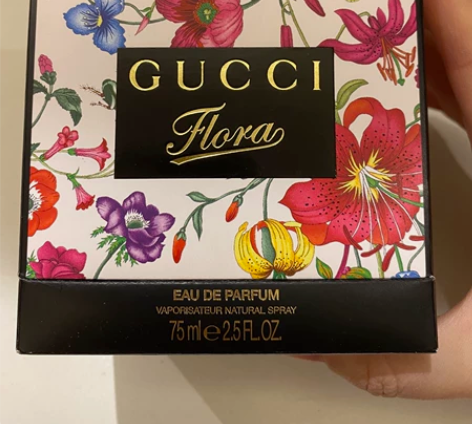 GUCCI
Flora
EAU DE PARFUM
VAPORISATEUR NATURAL SPRAY
75 ml e 2.5 FL.OZ.